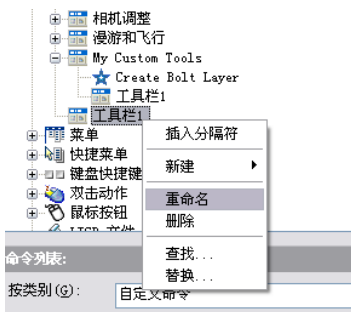 相机调整
漫游和飞行
My Custom Tools
Create Bolt Layer
工具栏1
工具栏1
菜单
快捷菜单
键盘快捷键
双击动作
鼠标按钮
插入分隔符
新建
重命名
删除
查找...
替换...
命令列表:
按类别(G):
自定义命令